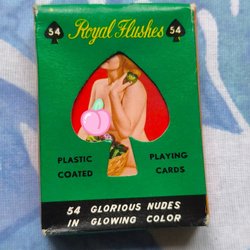 54 Royal Flushes 54
PLASTIC PLAYING
COATED CARDS
54 GLORIOUS NUDES
IN GLOWING COLOR